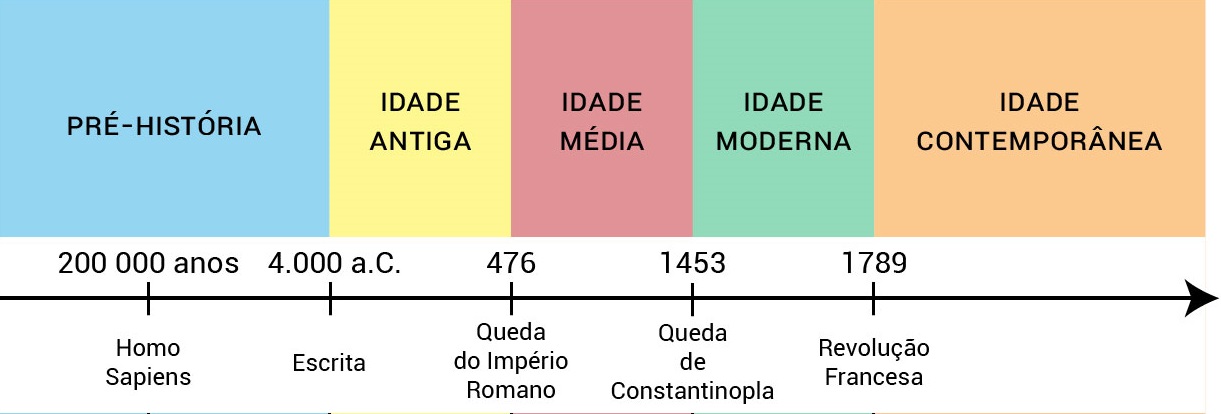 PRÉ-HISTÓRIA
IDADE
ANTIGA
IDADE
MÉDIA
IDADE
MODERNA
IDADE
CONTEMPORÂNEA
200 000 anos
4.000 a.C.
476
1453
1789
Homo
Sapiens
Escrita
Queda
do Império
Romano
Queda
de
Constantinopla
Revolução
Francesa